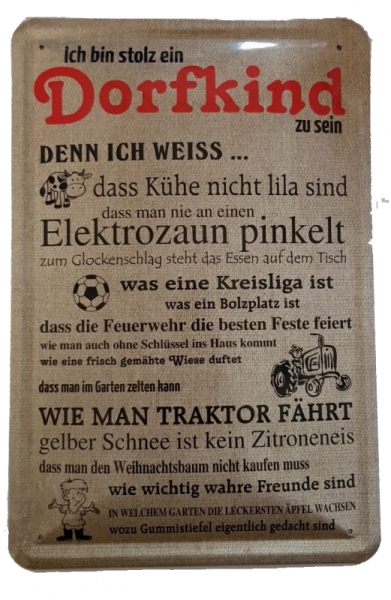 ich bin stolz ein
Dorfkind
zu sein
DENN ICH WEISS ...
dass Kühe nicht lila sind
dass man nie an einen
Elektrozaun pinkelt
zum Glockenschlag steht das Essen auf dem Tisch
was eine Kreisliga ist
was ein Bolzplatz ist
dass die Feuerwehr die besten Feste feiert
wie man auch ohne Schlüssel ins Haus kommt
wie eine frisch gemähte Wiese duftet
dass man im Garten zelten kann
WIE MAN TRAKTOR FÄHRT
gelber Schnee ist kein Zitroneneis
dass man den Weihnachtsbaum nicht kaufen muss
wie wichtig wahre Freunde sind
IN WELCHEM GARTEN DIE LECKERSTEN ÄPFEL WACHSEN
wozu Gummistiefel eigentlich gedacht sind